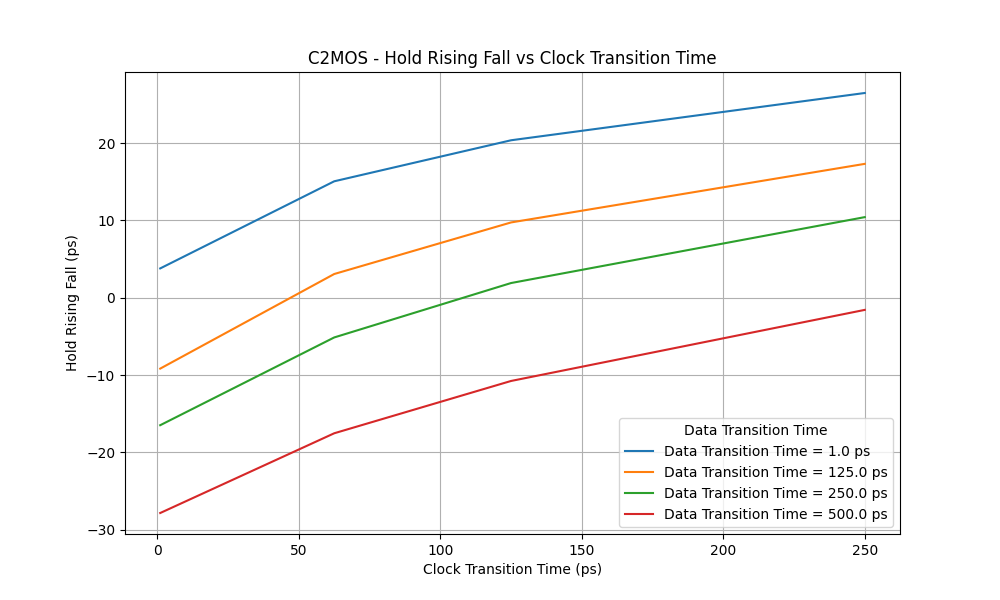 C2MOS - Hold Rising Fall vs Clock Transition Time
Hold Rising Fall (ps)
20
10
0
−10
−20
−30
0
50
100
150
200
250
Clock Transition Time (ps)
Data Transition Time
Data Transition Time = 1.0 ps
Data Transition Time = 125.0 ps
Data Transition Time = 250.0 ps
Data Transition Time = 500.0 ps